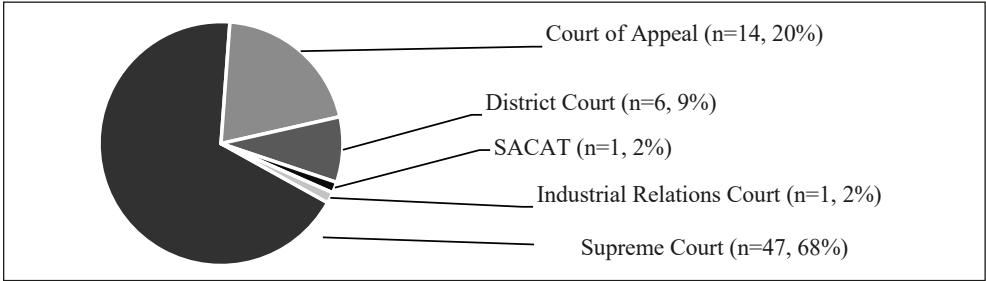 Court of Appeal (n=14, 20%)
District Court (n=6, 9%)
SACAT (n=1, 2%)
Industrial Relations Court (n=1, 2%)
Supreme Court (n=47, 68%)